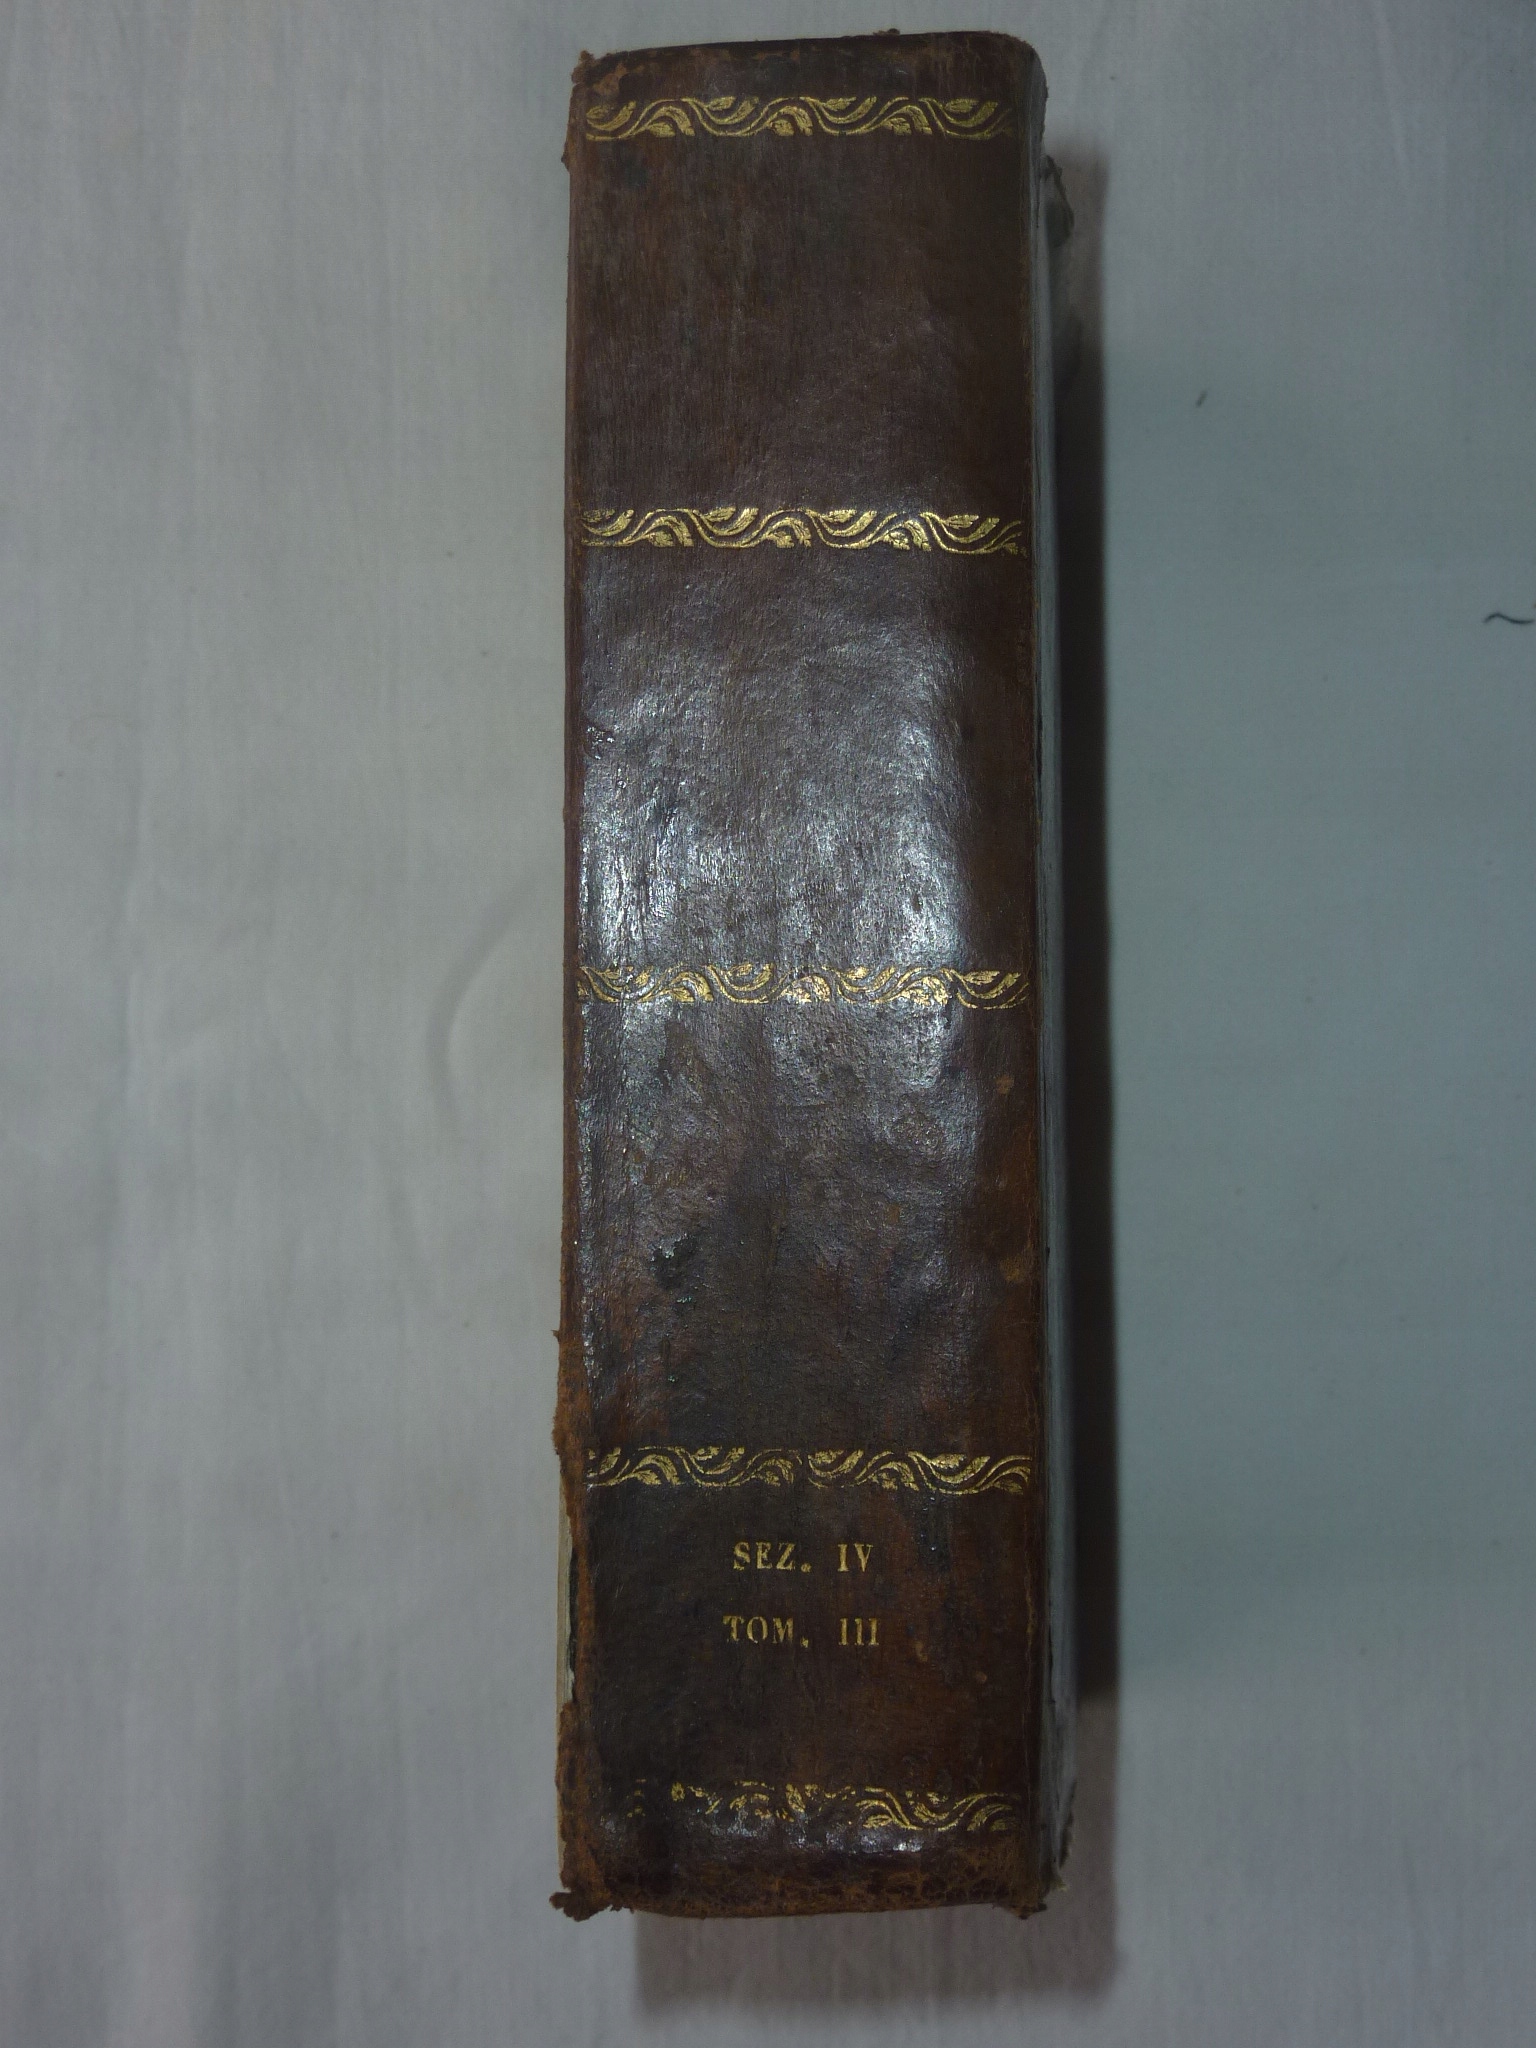 SEZ. IV
TOM. III